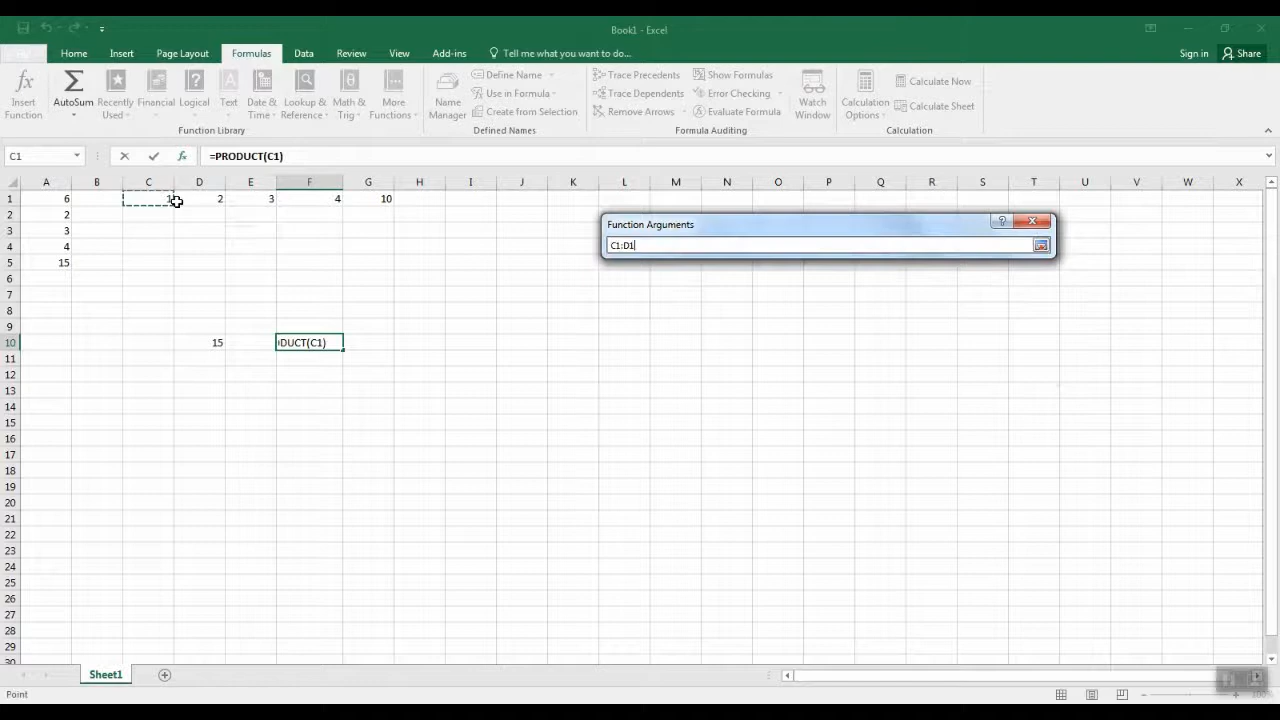 Book1 - Excel
Home Insert Page Layout Formulas Data Review View Add-ins Tell me what you want to do... Sign in Share
fx Insert Function
Σ AutoSum
Recently Used
Financial
Logical
Text
Date & Time
Lookup & Reference
Math & Trig
More Functions
Function Library
Name Manager
Define Name
Use in Formula
Create from Selection
Defined Names
Trace Precedents
Trace Dependents
Remove Arrows
Show Formulas
Error Checking
Evaluate Formula
Formula Auditing
Watch Window
Calculation Options
Calculate Now
Calculate Sheet
Calculation
C1 fx =PRODUCT(C1)
A B C D E F G H I J K L M N O P Q R S T U V W X
1 6 1 2 3 4 10
2 2
3 3
4 4
5 15
6
7
8
9
10 15 DUCT(C1)
11
12
13
14
15
16
17
18
19
20
21
22
23
24
25
26
27
28
29
30
Function Arguments ?
C1:D1
Sheet1
Point
100%